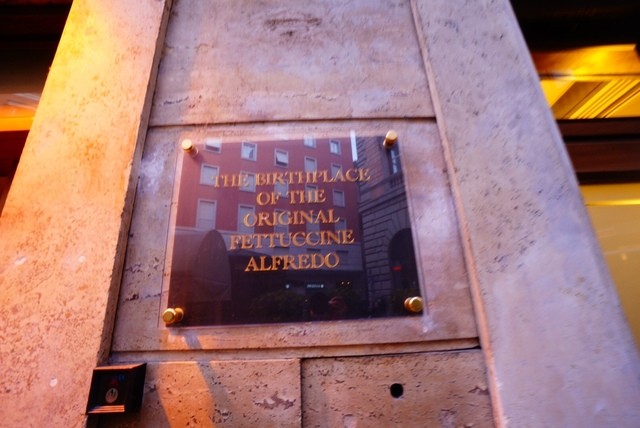 THE BIRTHPLACE
OF THE
ORIGINAL
FETTUCCINE
ALFREDO